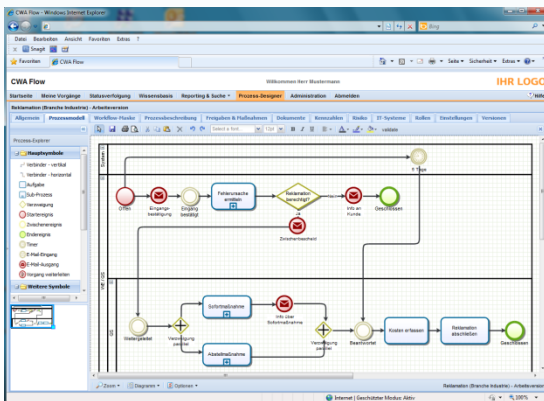 CWA Flow - Windows Internet Explorer
Bing
Datei Bearbeiten Ansicht Favoriten Extras ?
x Snagit
Favoriten CWA Flow
Seite Sicherheit Extras
CWA Flow Willkommen Herr Mustermann IHR LOGO
Startseite Meine Vorgänge Statusverfolgung Wissensbasis Reporting & Suche Prozess-Designer Administration Abmelden
Reklamation (Branche Industrie) - Arbeitsversion
Allgemein Prozessmodell Workflow-Maske Prozessbeschreibung Freigaben & Maßnahmen Dokumente Kennzahlen Risiko IT-Systeme Rollen Einstellungen Versionen
Select a font... B I U validate
Prozess-Explorer
Hauptsymbole
Verbinder - vertikal
Verbinder - horizontal
Aufgabe
Sub-Prozess
Verzweigung
Startereignis
Zwischenereignis
Endereignis
Timer
E-Mail-Eingang
E-Mail-Ausgang
Vorgang weiterleiten
Weitere Symbole
System
7 Tage
Offen
Eingangs-
bestätigung
Eingang
bestätigt
Fehlerursache
ermitteln
Reklamation
berechtigt?
Ja
Info an
Kunde
Geschlossen
Zwischenbescheid
Weitergeleitet
Verzweigung
parallel
Sofortmaßnahme
Abstellmaßnahme
Info über
Sofortmaßnahme
Verzweigung
parallel
Beantwortet
Kosten erfassen
Reklamation
abschließen
Geschlossen
Zoom Diagramm Optionen
Reklamation (Branche Industrie) - Arbeitsversion
Internet | Geschützter Modus: Aktiv 100%